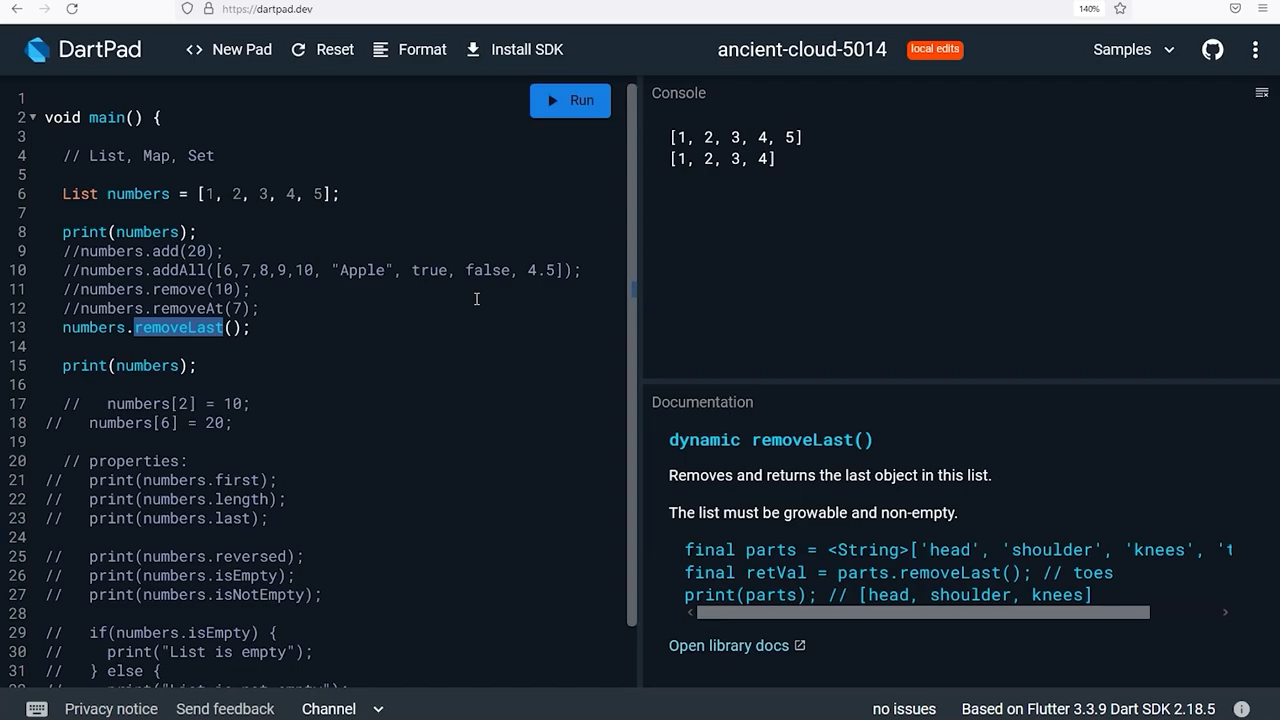 https://dartpad.dev
140%
DartPad
<> New Pad
Reset
Format
Install SDK
ancient-cloud-5014
local edits
Samples
Run
1
2 void main() {
3
4 // List, Map, Set
5
6 List numbers = [1, 2, 3, 4, 5];
7
8 print(numbers);
9 //numbers.add(20);
10 //numbers.addAll([6,7,8,9,10, "Apple", true, false, 4.5]);
11 //numbers.remove(10);
12 //numbers.removeAt(7);
13 numbers.removeLast();
14
15 print(numbers);
16
17 //   numbers[2] = 10;
18 //   numbers[6] = 20;
19
20 // properties:
21 //   print(numbers.first);
22 //   print(numbers.length);
23 //   print(numbers.last);
24
25 //   print(numbers.reversed);
26 //   print(numbers.isEmpty);
27 //   print(numbers.isNotEmpty);
28
29 //   if(numbers.isEmpty) {
30 //     print("List is empty");
31 //   } else {
//     print("List is not empty");
Console
[1, 2, 3, 4, 5]
[1, 2, 3, 4]
Documentation
dynamic removeLast()
Removes and returns the last object in this list.
The list must be growable and non-empty.
final parts = <String>['head', 'shoulder', 'knees', 't
final retVal = parts.removeLast(); // toes
print(parts); // [head, shoulder, knees]
Open library docs
Privacy notice
Send feedback
Channel
no issues
Based on Flutter 3.3.9 Dart SDK 2.18.5